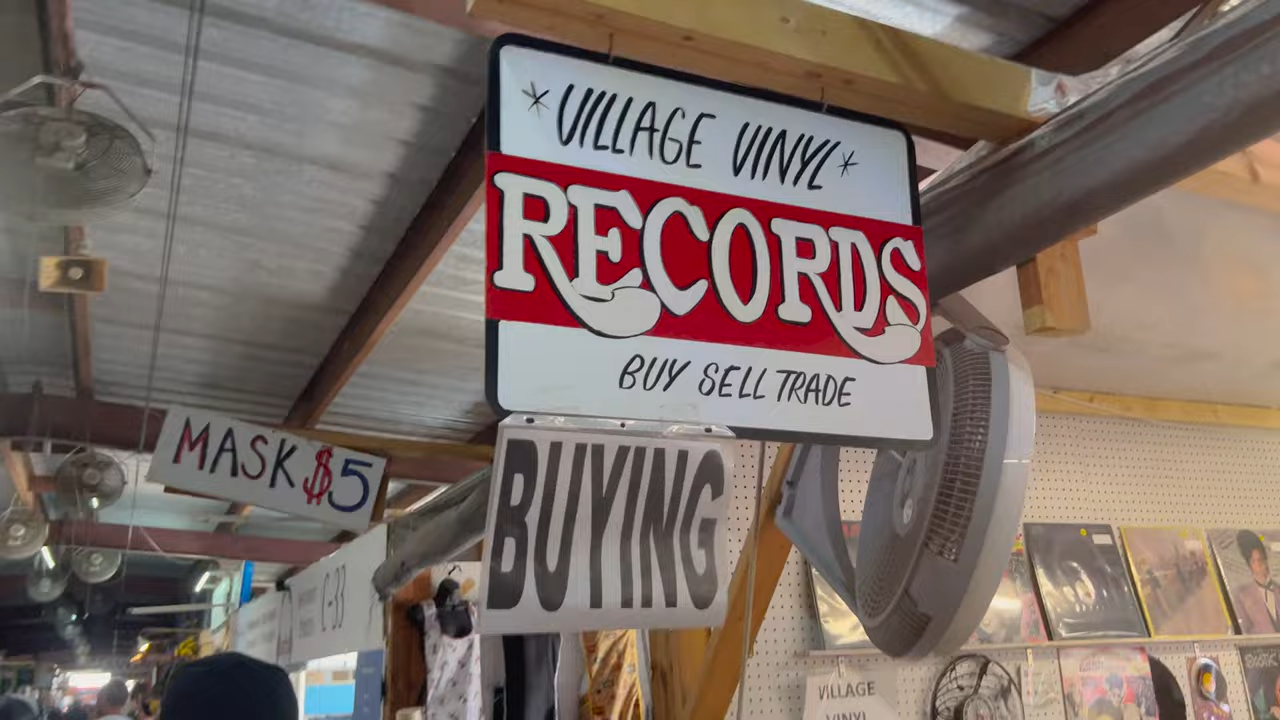 *VILLAGE VINYL*
RECORDS
BUY SELL TRADE
BUYING
MASK $5
C-33
VILLAGE
VINYL